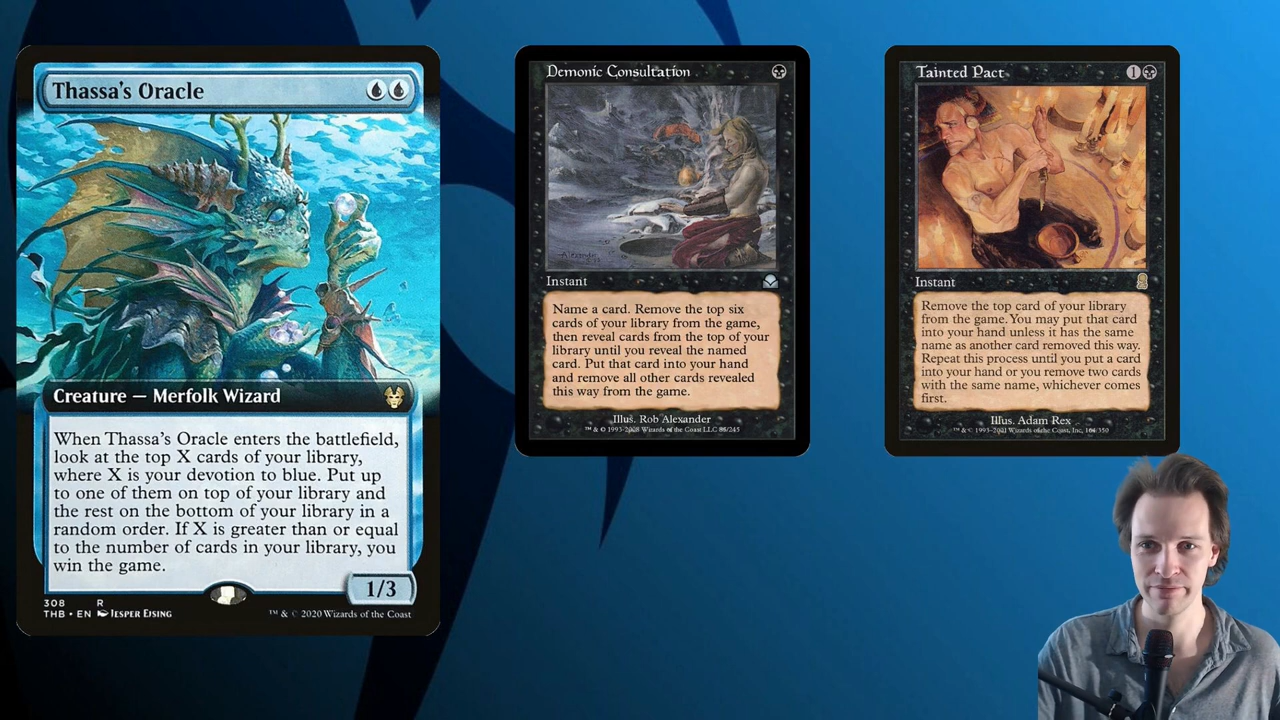 Thassa's Oracle
Creature — Merfolk Wizard
When Thassa's Oracle enters the battlefield,
look at the top X cards of your library,
where X is your devotion to blue. Put up
to one of them on top of your library and
the rest on the bottom of your library in a
random order. If X is greater than or equal
to the number of cards in your library, you
win the game.
1/3
308 R
THB • EN JESPER EISING
™ & © 2020 Wizards of the Coast
Demonic Consultation
Instant
Name a card. Remove the top six
cards of your library from the game,
then reveal cards from the top of your
library until you reveal the named
card. Put that card into your hand
and remove all other cards revealed
this way from the game.
Illus. Rob Alexander
Tainted Pact
1
Instant
Remove the top card of your library
from the game. You may put that card
into your hand unless it has the same
name as another card removed this way.
Repeat this process until you put a card
into your hand or you remove two cards
with the same name, whichever comes
first.
Illus. Adam Rex